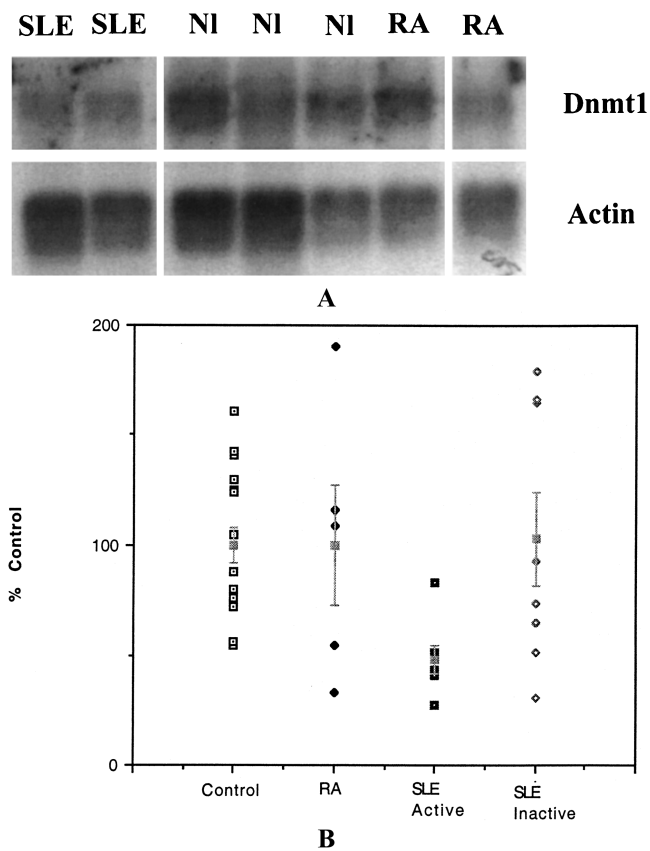 SLE SLE Nl Nl Nl RA RA
Dnmt1
Actin
A
200
100
0
% Control
Control RA SLE Active SLE Inactive
B